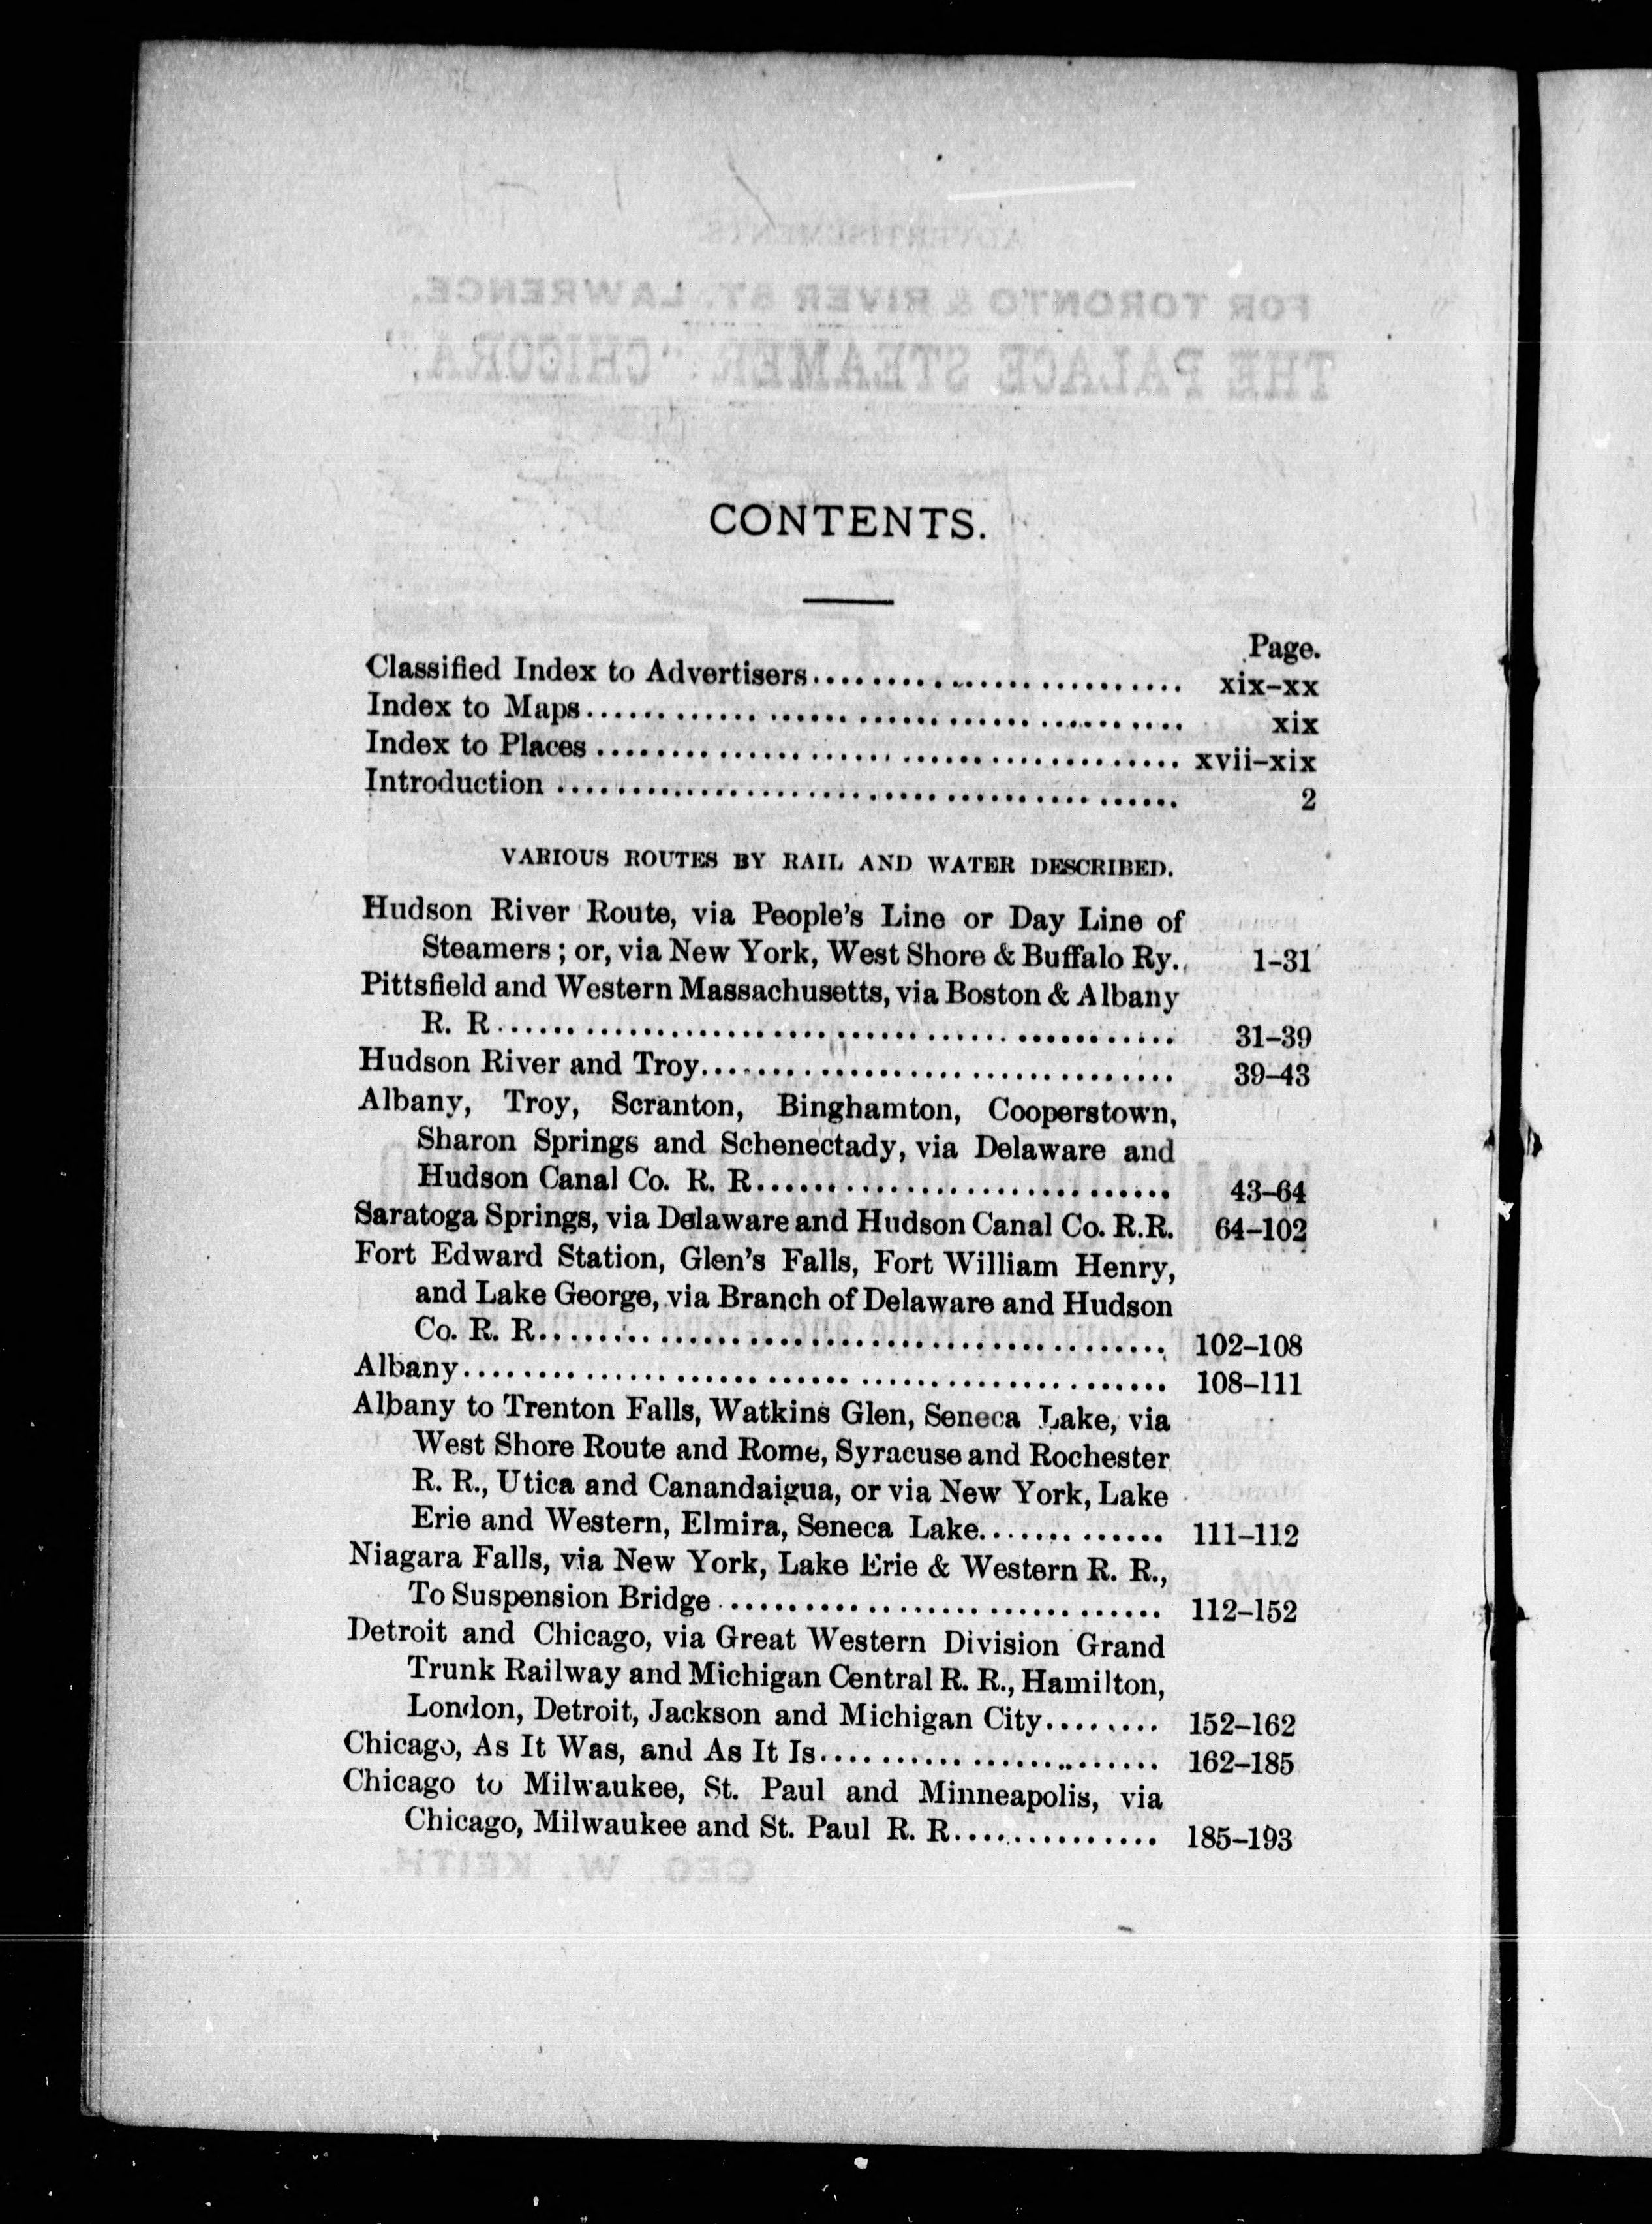 CONTENTS.
Page.
Classified Index to Advertisers.......................... xix–xx
Index to Maps........................................ xix
Index to Places ....................................... xvii–xix
Introduction ......................................... 2
VARIOUS ROUTES BY RAIL AND WATER DESCRIBED.
Hudson River Route, via People's Line or Day Line of
Steamers ; or, via New York, West Shore & Buffalo Ry.. 1–31
Pittsfield and Western Massachusetts, via Boston & Albany
R. R.............................................. 31–39
Hudson River and Troy................................ 39–43
Albany, Troy, Scranton, Binghamton, Cooperstown,
Sharon Springs and Schenectady, via Delaware and
Hudson Canal Co. R. R............................ 43–64
Saratoga Springs, via Delaware and Hudson Canal Co. R.R. 64–102
Fort Edward Station, Glen's Falls, Fort William Henry,
and Lake George, via Branch of Delaware and Hudson
Co. R. R.......................................... 102–108
Albany............................................... 108–111
Albany to Trenton Falls, Watkins Glen, Seneca Lake, via
West Shore Route and Rome, Syracuse and Rochester
R. R., Utica and Canandaigua, or via New York, Lake
Erie and Western, Elmira, Seneca Lake............. 111–112
Niagara Falls, via New York, Lake Erie & Western R. R.,
To Suspension Bridge ............................. 112–152
Detroit and Chicago, via Great Western Division Grand
Trunk Railway and Michigan Central R. R., Hamilton,
London, Detroit, Jackson and Michigan City........ 152–162
Chicago, As It Was, and As It Is....................... 162–185
Chicago to Milwaukee, St. Paul and Minneapolis, via
Chicago, Milwaukee and St. Paul R. R.............. 185–193